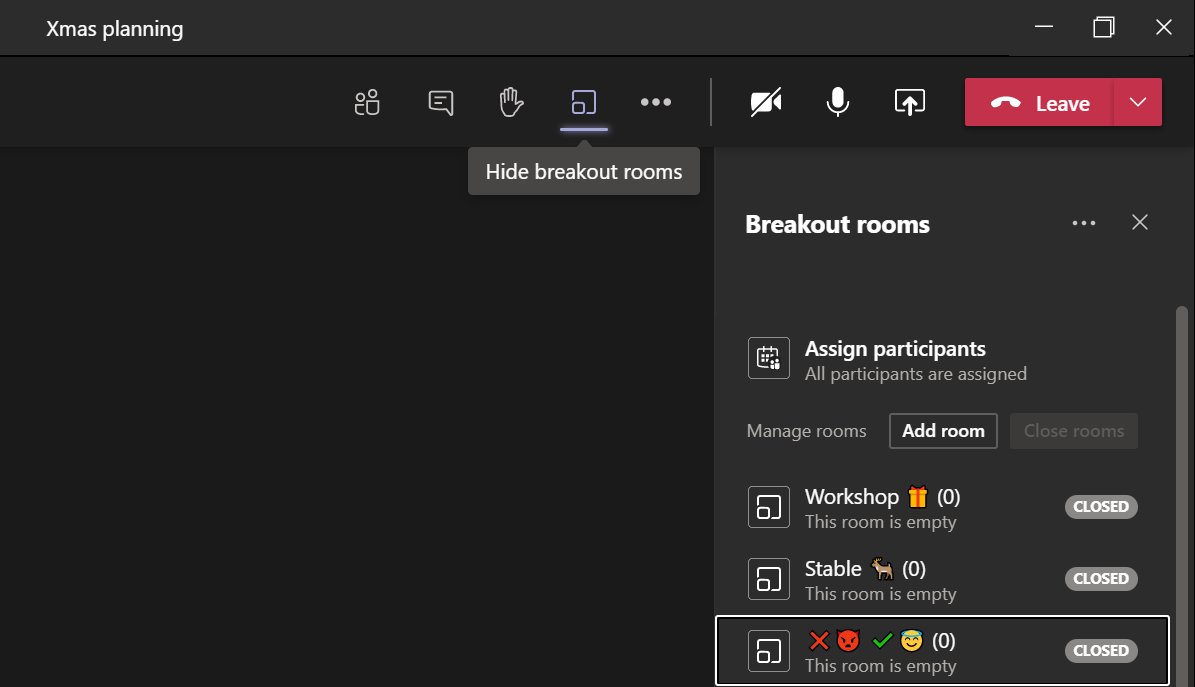 Xmas planning
Leave
Hide breakout rooms
Breakout rooms
Assign participants
All participants are assigned
Manage rooms Add room Close rooms
Workshop 🎁 (0) CLOSED
This room is empty
Stable 🦌 (0) CLOSED
This room is empty
❌👿 ✔😇 (0) CLOSED
This room is empty